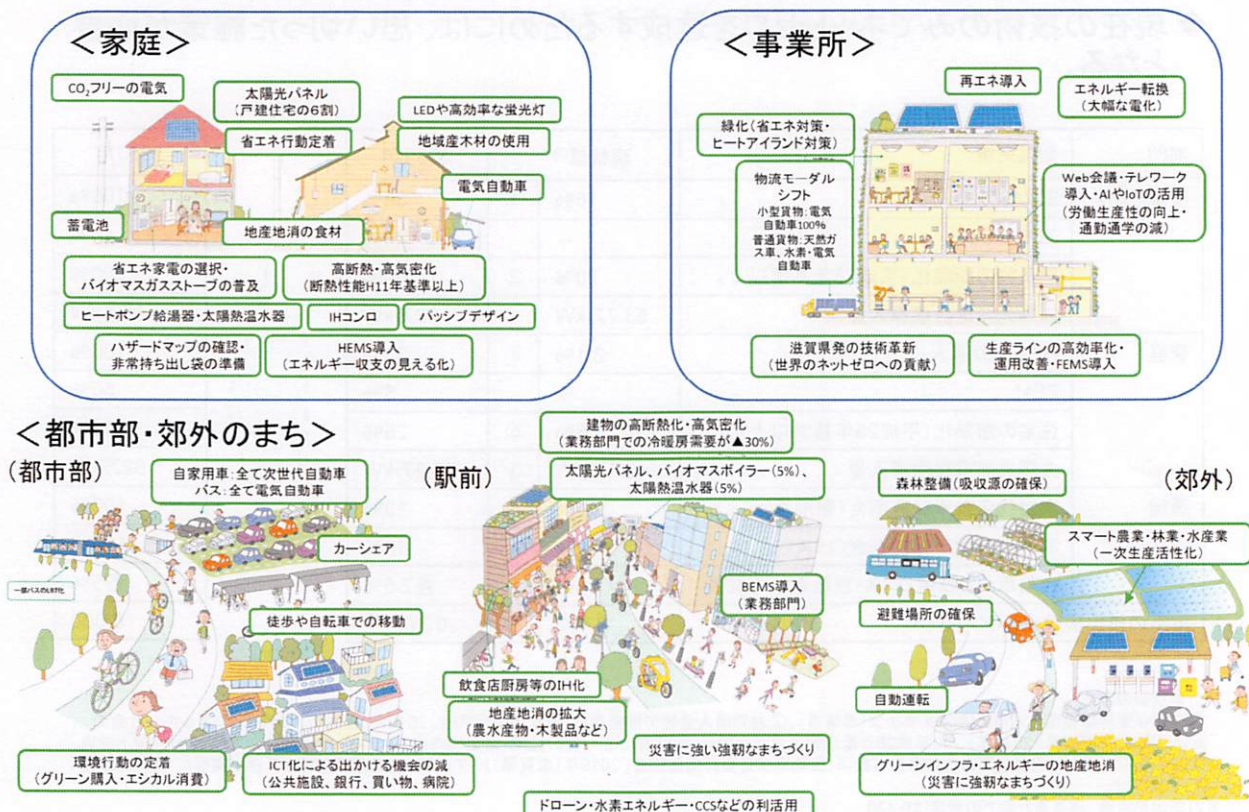 ＜家庭＞
CO₂フリーの電気
太陽光パネル
(戸建住宅の6割)
LEDや高効率な蛍光灯
省エネ行動定着
地域産木材の使用
電気自動車
蓄電池
地産地消の食材
省エネ家電の選択・
バイオマスガスストーブの普及
高断熱・高気密化
(断熱性能H11年基準以上)
ヒートポンプ給湯器・太陽熱温水器
IHコンロ
パッシブデザイン
ハザードマップの確認・
非常持ち出し袋の準備
HEMS導入
(エネルギー収支の見える化)
＜事業所＞
再エネ導入
エネルギー転換
(大幅な電化)
緑化(省エネ対策・
ヒートアイランド対策)
物流モーダル
シフト
小型貨物：電気
自動車100%
普通貨物：天然ガ
ス車、水素・電気
自動車
Web会議・テレワーク
導入・AIやIoTの活用
(労働生産性の向上・
通勤通学の減)
滋賀県発の技術革新
(世界のネットゼロへの貢献)
生産ラインの高効率化・
運用改善・FEMS導入
＜都市部・郊外のまち＞
(都市部)
自家用車：全て次世代自動車
バス：全て電気自動車
カーシェア
一部バスのLRT化
徒歩や自転車での移動
環境行動の定着
(グリーン購入・エシカル消費)
ICT化による出かける機会の減
(公共施設、銀行、買い物、病院)
(駅前)
建物の高断熱化・高気密化
(業務部門での冷暖房需要が▲30%)
太陽光パネル、バイオマスボイラー(5%)、
太陽熱温水器(5%)
BEMS導入
(業務部門)
飲食店厨房等のIH化
地産地消の拡大
(農水産物・木製品など)
災害に強い強靭なまちづくり
ドローン・水素エネルギー・CCSなどの利活用
(郊外)
森林整備(吸収源の確保)
スマート農業・林業・水産業
(一次生産活性化)
避難場所の確保
自動運転
グリーンインフラ・エネルギーの地産地消
(災害に強靭なまちづくり)